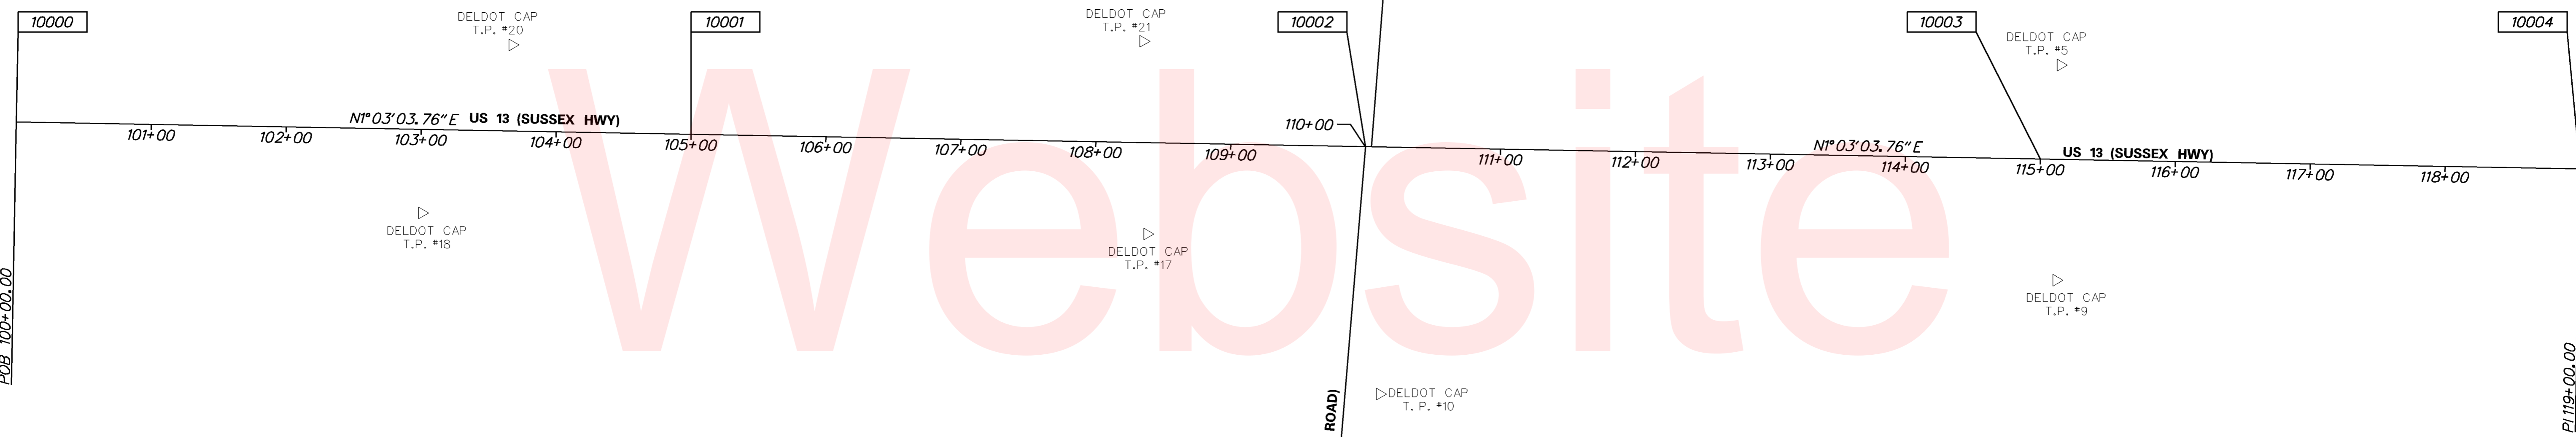 10000
DELDOT CAP
T.P. #20
10001
DELDOT CAP
T.P. #21
10002
10003
DELDOT CAP
T.P. #5
10004
N1°03'03.76" E US 13 (SUSSEX HWY)
101+00
102+00
103+00
104+00
105+00
106+00
107+00
108+00
109+00
110+00
N1°03'03.76" E
US 13 (SUSSEX HWY)
111+00
112+00
113+00
114+00
115+00
116+00
117+00
118+00
DELDOT CAP
T.P. #18
DELDOT CAP
T.P. #17
DELDOT CAP
T.P. #9
DELDOT CAP
T.P. #10
POB 100+00.00
ROAD)
PI 119+00.00
Website